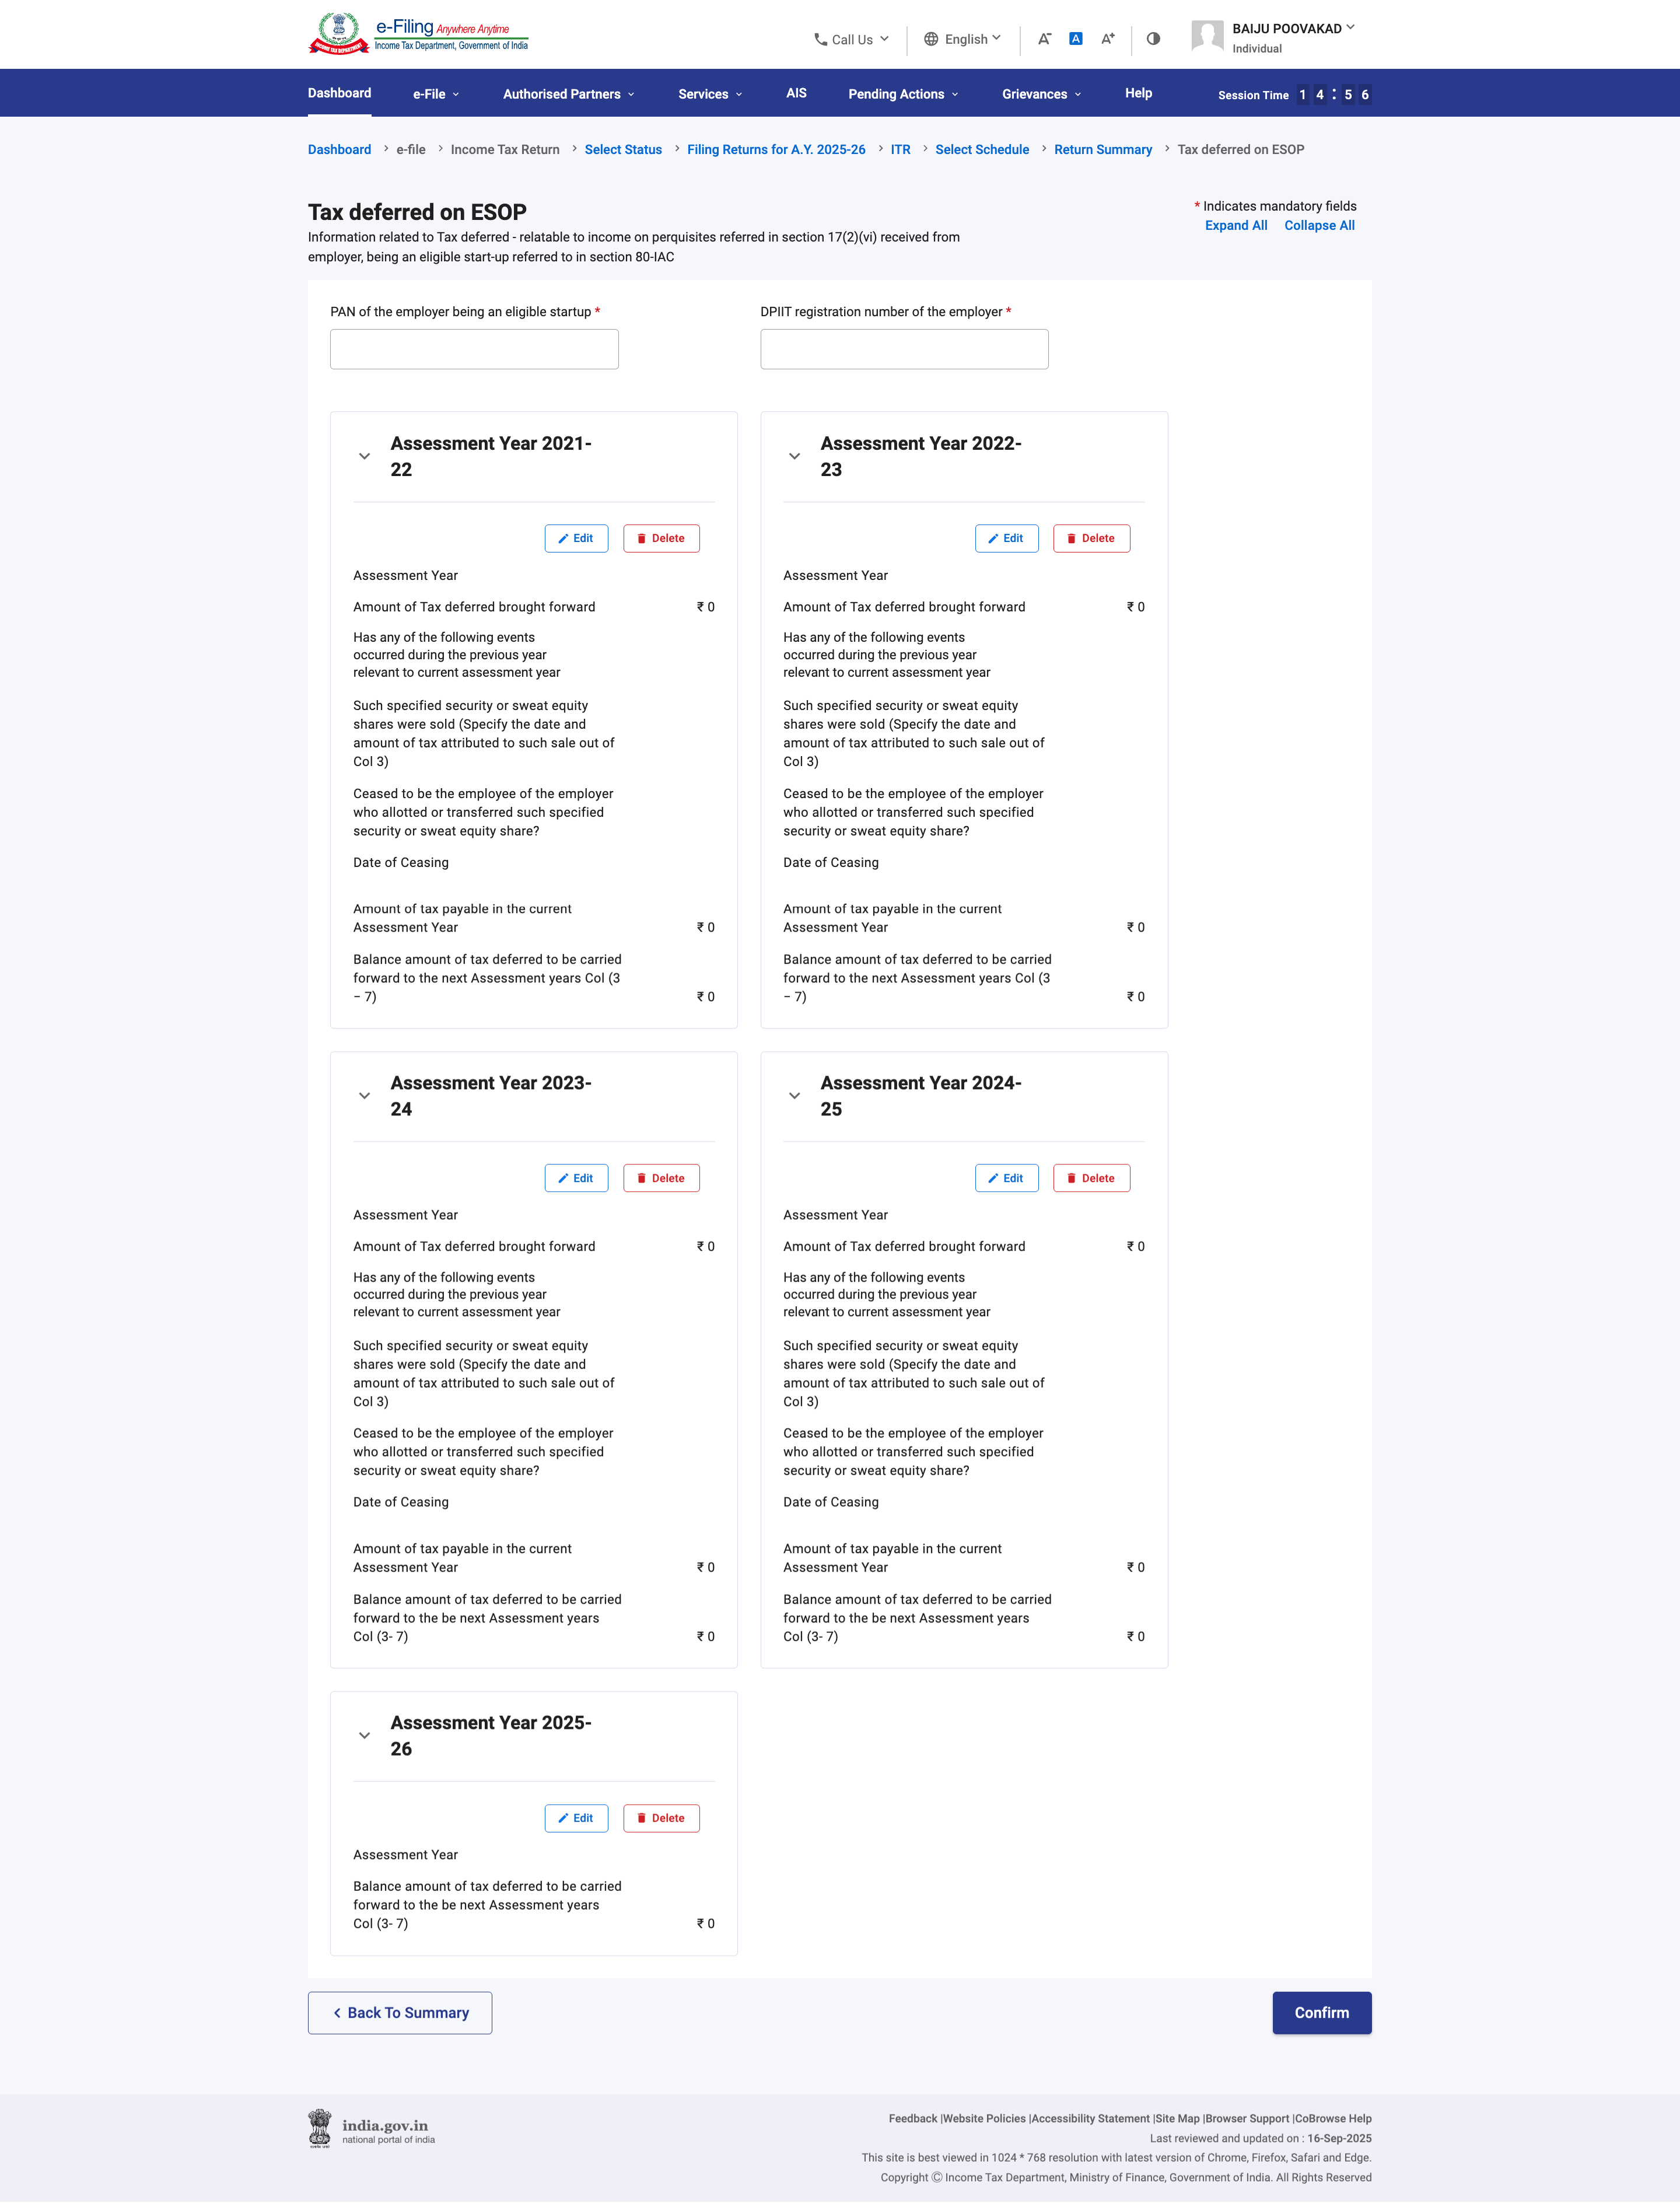 e-Filing Anywhere Anytime
Income Tax Department, Government of India
INCOME TAX DEPARTMENT
Call Us
English
A-
A
A+
BAIJU POOVAKAD
Individual
Dashboard
e-File
Authorised Partners
Services
AIS
Pending Actions
Grievances
Help
Session Time 1 4 : 5 6
Dashboard > e-file > Income Tax Return > Select Status > Filing Returns for A.Y. 2025-26 > ITR > Select Schedule > Return Summary > Tax deferred on ESOP
Tax deferred on ESOP
* Indicates mandatory fields
Expand All Collapse All
Information related to Tax deferred - relatable to income on perquisites referred in section 17(2)(vi) received from
employer, being an eligible start-up referred to in section 80-IAC
PAN of the employer being an eligible startup *
DPIIT registration number of the employer *
Assessment Year 2021-
22
Edit
Delete
Assessment Year
Amount of Tax deferred brought forward ₹ 0
Has any of the following events
occurred during the previous year
relevant to current assessment year
Such specified security or sweat equity
shares were sold (Specify the date and
amount of tax attributed to such sale out of
Col 3)
Ceased to be the employee of the employer
who allotted or transferred such specified
security or sweat equity share?
Date of Ceasing
Amount of tax payable in the current
Assessment Year ₹ 0
Balance amount of tax deferred to be carried
forward to the next Assessment years Col (3
– 7) ₹ 0
Assessment Year 2022-
23
Edit
Delete
Assessment Year
Amount of Tax deferred brought forward ₹ 0
Has any of the following events
occurred during the previous year
relevant to current assessment year
Such specified security or sweat equity
shares were sold (Specify the date and
amount of tax attributed to such sale out of
Col 3)
Ceased to be the employee of the employer
who allotted or transferred such specified
security or sweat equity share?
Date of Ceasing
Amount of tax payable in the current
Assessment Year ₹ 0
Balance amount of tax deferred to be carried
forward to the next Assessment years Col (3
– 7) ₹ 0
Assessment Year 2023-
24
Edit
Delete
Assessment Year
Amount of Tax deferred brought forward ₹ 0
Has any of the following events
occurred during the previous year
relevant to current assessment year
Such specified security or sweat equity
shares were sold (Specify the date and
amount of tax attributed to such sale out of
Col 3)
Ceased to be the employee of the employer
who allotted or transferred such specified
security or sweat equity share?
Date of Ceasing
Amount of tax payable in the current
Assessment Year ₹ 0
Balance amount of tax deferred to be carried
forward to the be next Assessment years
Col (3- 7) ₹ 0
Assessment Year 2024-
25
Edit
Delete
Assessment Year
Amount of Tax deferred brought forward ₹ 0
Has any of the following events
occurred during the previous year
relevant to current assessment year
Such specified security or sweat equity
shares were sold (Specify the date and
amount of tax attributed to such sale out of
Col 3)
Ceased to be the employee of the employer
who allotted or transferred such specified
security or sweat equity share?
Date of Ceasing
Amount of tax payable in the current
Assessment Year ₹ 0
Balance amount of tax deferred to be carried
forward to the be next Assessment years
Col (3- 7) ₹ 0
Assessment Year 2025-
26
Edit
Delete
Assessment Year
Balance amount of tax deferred to be carried
forward to the be next Assessment years
Col (3- 7) ₹ 0
Back To Summary
Confirm
india.gov.in
national portal of india
Feedback |Website Policies |Accessibility Statement |Site Map |Browser Support |CoBrowse Help
Last reviewed and updated on : 16-Sep-2025
This site is best viewed in 1024 * 768 resolution with latest version of Chrome, Firefox, Safari and Edge.
Copyright © Income Tax Department, Ministry of Finance, Government of India. All Rights Reserved